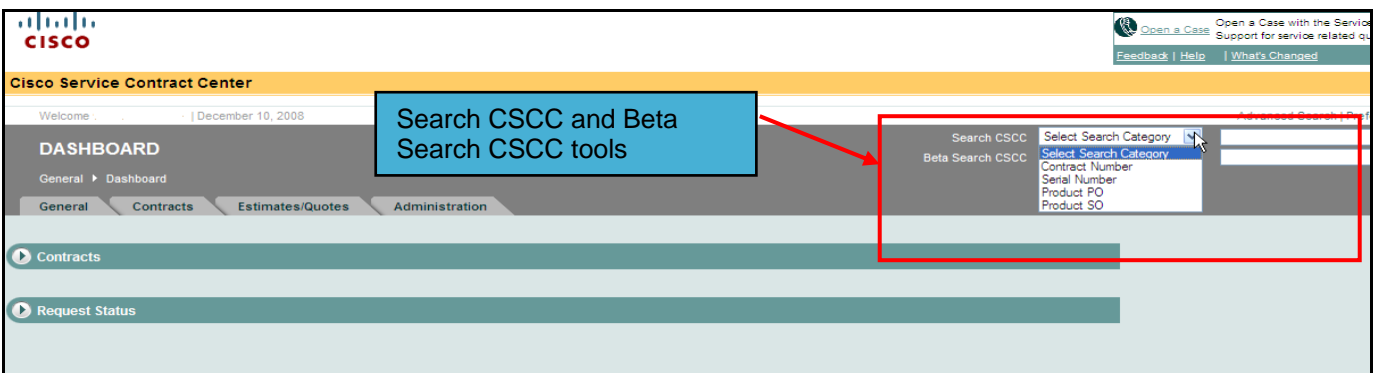 CISCO
Open a Case
Open a Case with the Service
Support for service related qu
Feedback | Help | What's Changed
Cisco Service Contract Center
Welcome | December 10, 2008
Advanced Search | Pref
Search CSCC and Beta
Search CSCC tools
DASHBOARD
General ▸ Dashboard
Search CSCC Select Search Category
Beta Search CSCC Select Search Category
Contract Number
Serial Number
Product PO
Product SO
General Contracts Estimates/Quotes Administration
Contracts
Request Status